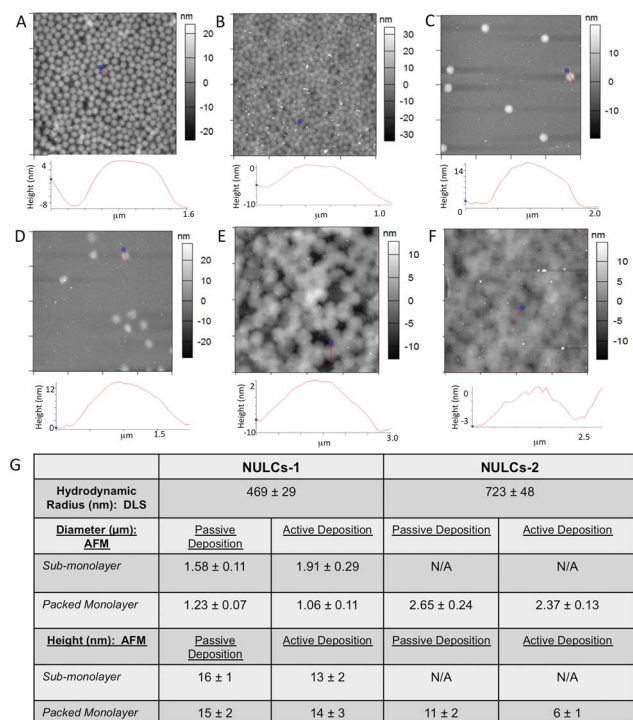 A
nm
20
10
0
-10
-20
Height (nm)
4
-8
μm
1.6
B
nm
30
20
10
0
-10
-20
-30
Height (nm)
0
-10
μm
1.0
C
nm
10
0
-10
Height (nm)
14
0
μm
2.0
D
nm
20
10
0
-10
-20
Height (nm)
12
0
μm
1.5
E
nm
10
5
0
-5
-10
Height (nm)
2
-10
μm
3.0
F
nm
10
5
0
-5
-10
Height (nm)
0
-3
μm
2.5
G
NULCs-1 NULCs-2
Hydrodynamic
Radius (nm): DLS
469 ± 29 723 ± 48
Diameter (μm):
AFM
Passive
Deposition
Active Deposition Passive Deposition Active Deposition
Sub-monolayer 1.58 ± 0.11 1.91 ± 0.29 N/A N/A
Packed Monolayer 1.23 ± 0.07 1.06 ± 0.11 2.65 ± 0.24 2.37 ± 0.13
Height (nm): AFM
Passive
Deposition
Active Deposition Passive Deposition Active Deposition
Sub-monolayer 16 ± 1 13 ± 2 N/A N/A
Packed Monolayer 15 ± 2 14 ± 3 11 ± 2 6 ± 1